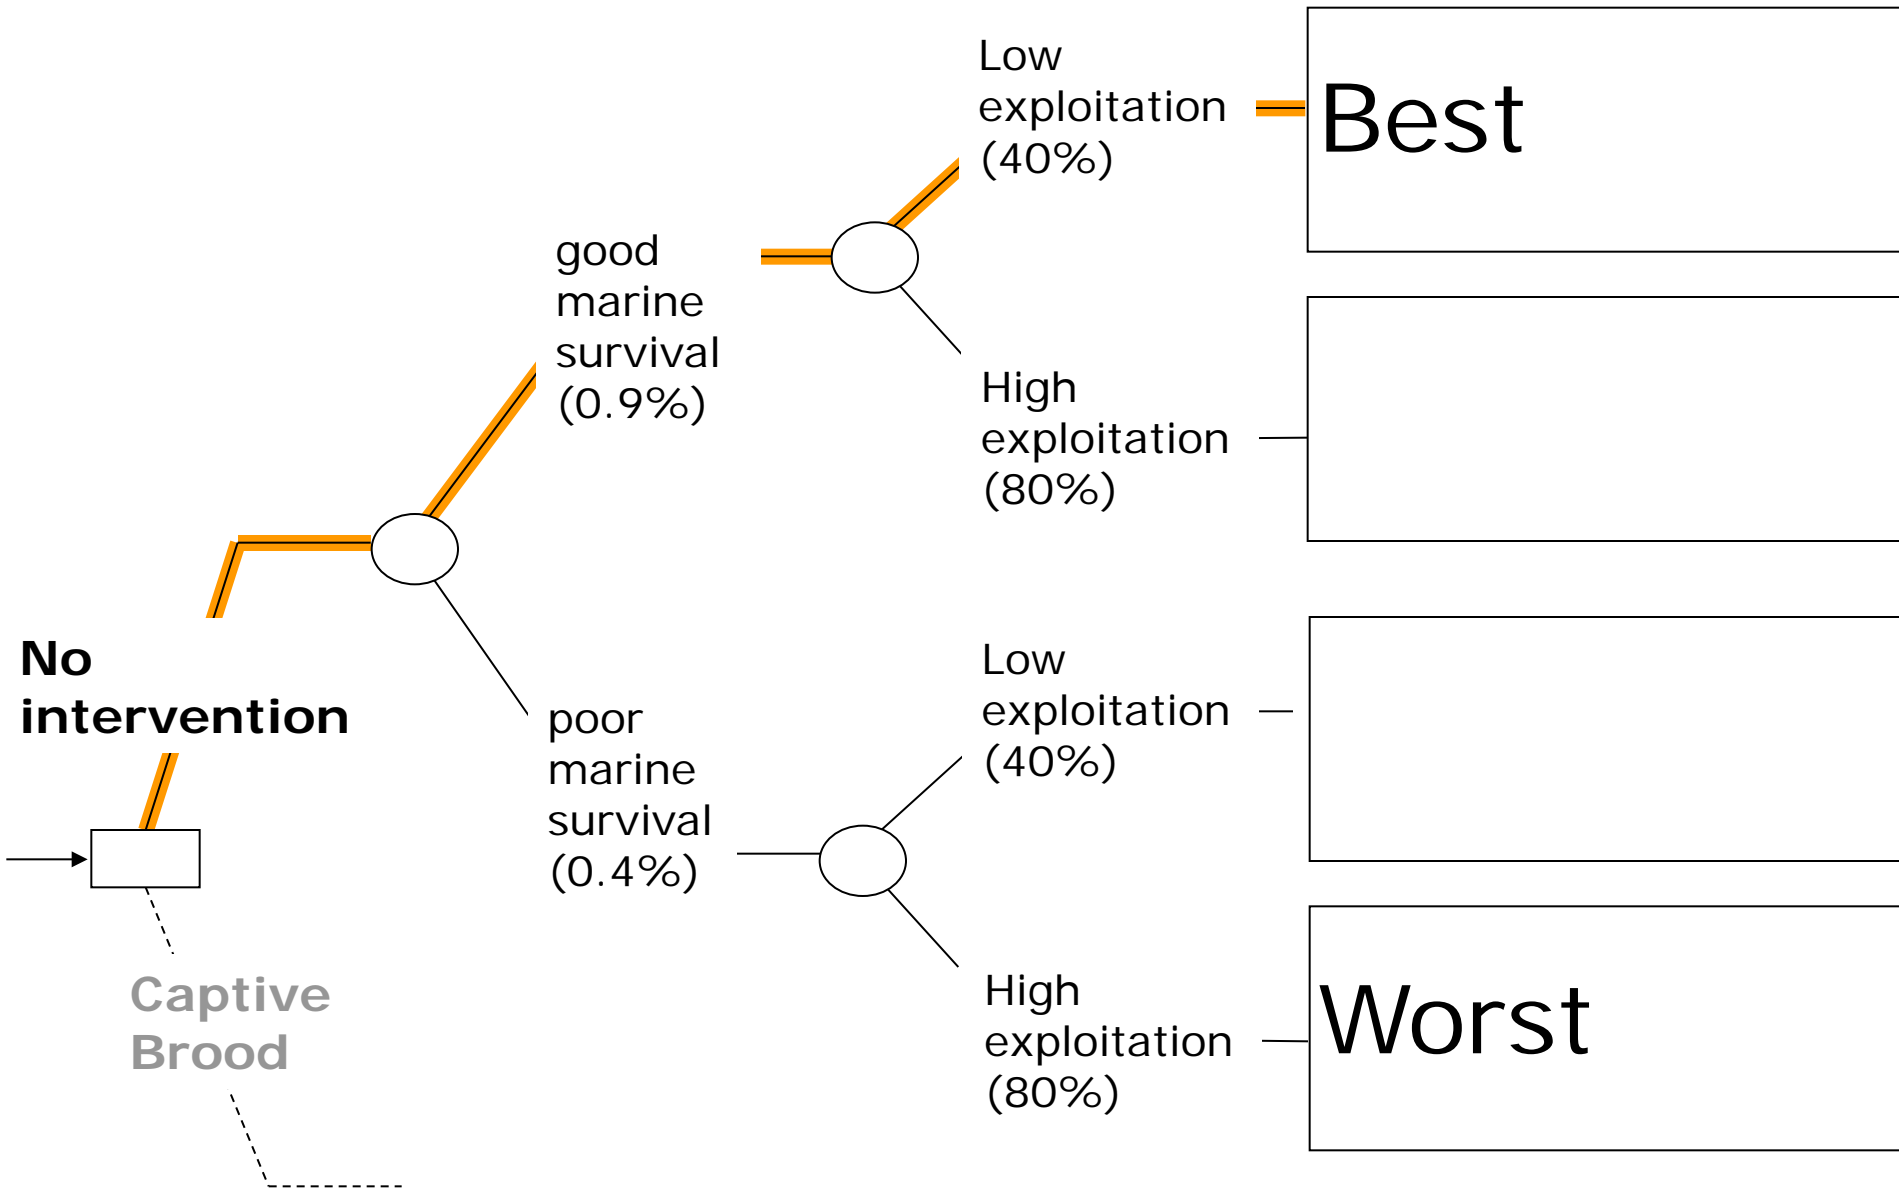 Low
exploitation
(40%)
Best
good
marine
survival
(0.9%)
High
exploitation
(80%)
No
intervention
poor
marine
survival
(0.4%)
Low
exploitation
(40%)
Captive
Brood
High
exploitation
(80%)
Worst